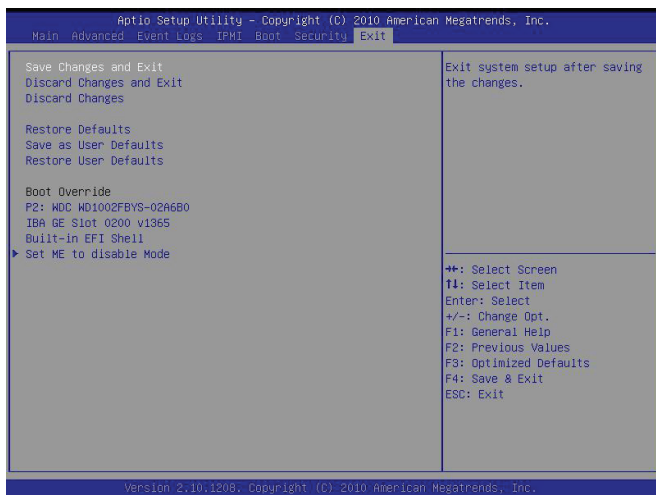 Aptio Setup Utility – Copyright (C) 2010 American Megatrends, Inc.
Main Advanced Event Logs IPMI Boot Security Exit
Save Changes and Exit
Discard Changes and Exit
Discard Changes
Restore Defaults
Save as User Defaults
Restore User Defaults
Boot Override
P2: WDC WD1002FBYS-02A6B0
IBA GE Slot 0200 v1365
Built-in EFI Shell
▶ Set ME to disable Mode
Exit system setup after saving
the changes.
→←: Select Screen
↑↓: Select Item
Enter: Select
+/-: Change Opt.
F1: General Help
F2: Previous Values
F3: Optimized Defaults
F4: Save & Exit
ESC: Exit
Version 2.10.1208. Copyright (C) 2010 American Megatrends, Inc.